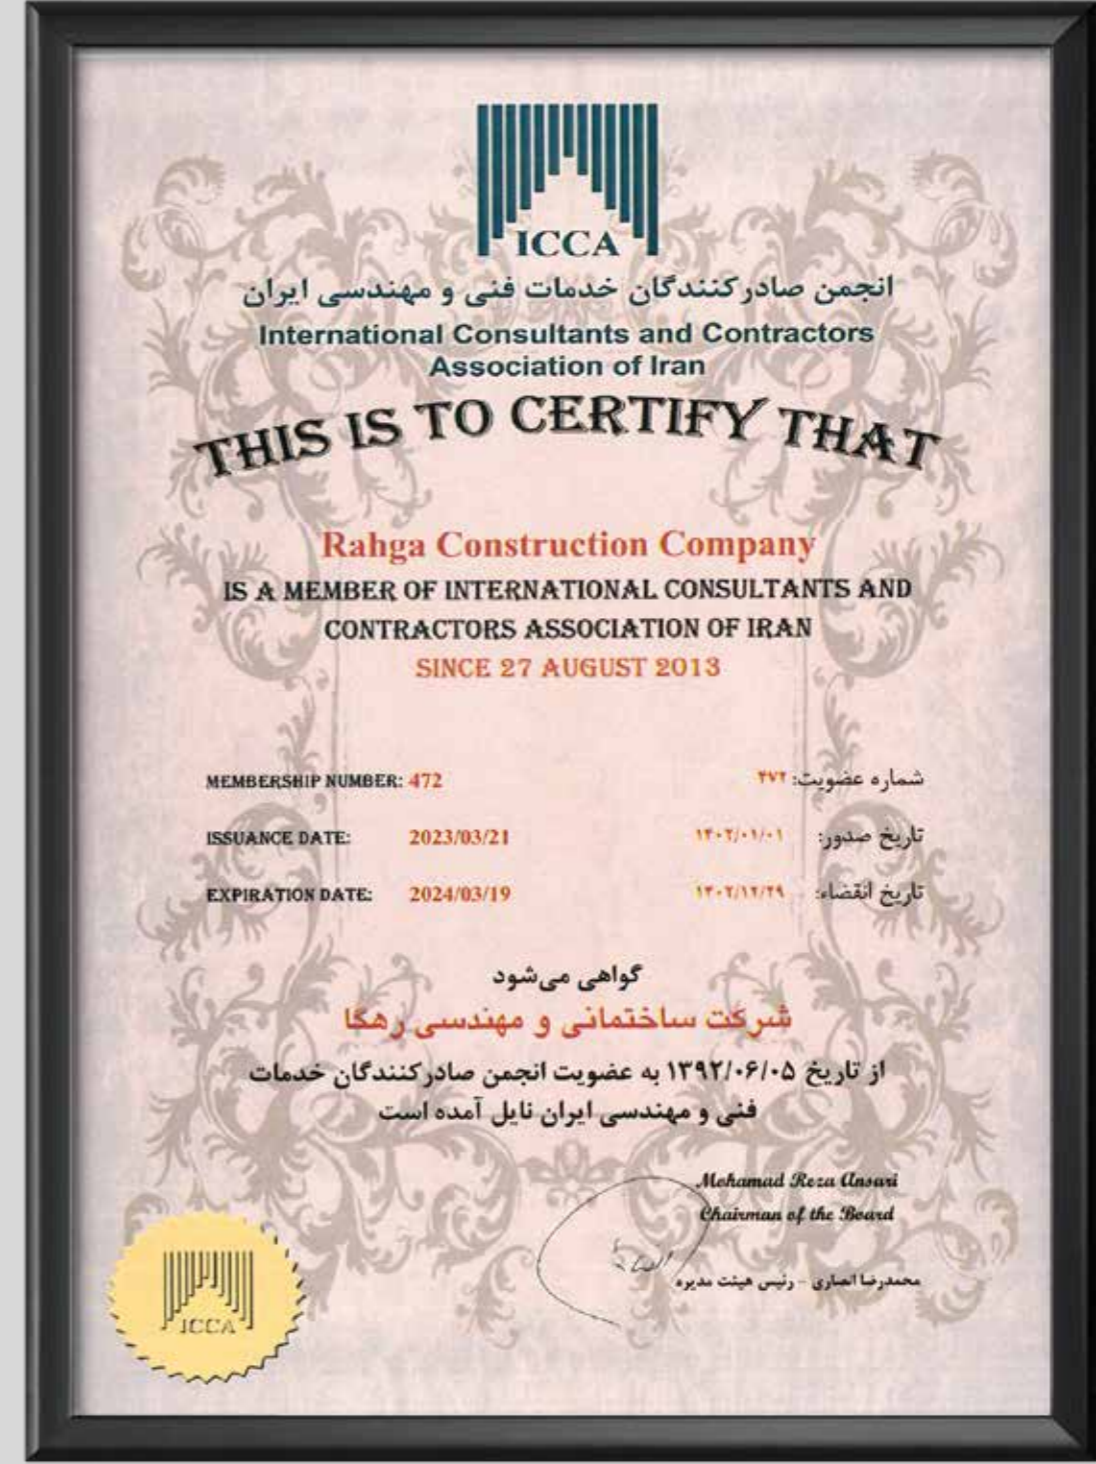 ICCA
انجمن صادرکنندگان خدمات فنی و مهندسی ایران
International Consultants and Contractors
Association of Iran
THIS IS TO CERTIFY THAT
Rahga Construction Company
IS A MEMBER OF INTERNATIONAL CONSULTANTS AND
CONTRACTORS ASSOCIATION OF IRAN
SINCE 27 AUGUST 2013
MEMBERSHIP NUMBER: 472
شماره عضویت: ۴۷۲
ISSUANCE DATE: 2023/03/21
تاریخ صدور: ۱۴۰۲/۰۱/۰۱
EXPIRATION DATE: 2024/03/19
تاریخ انقضاء: ۱۴۰۲/۱۲/۲۹
گواهی می‌شود
شرکت ساختمانی و مهندسی رهگا
از تاریخ ۱۳۹۲/۰۶/۰۵ به عضویت انجمن صادرکنندگان خدمات
فنی و مهندسی ایران نایل آمده است
Mohamad Reza Ansari
Chairman of the Board
محمدرضا انصاری - رئیس هیئت مدیره
ICCA